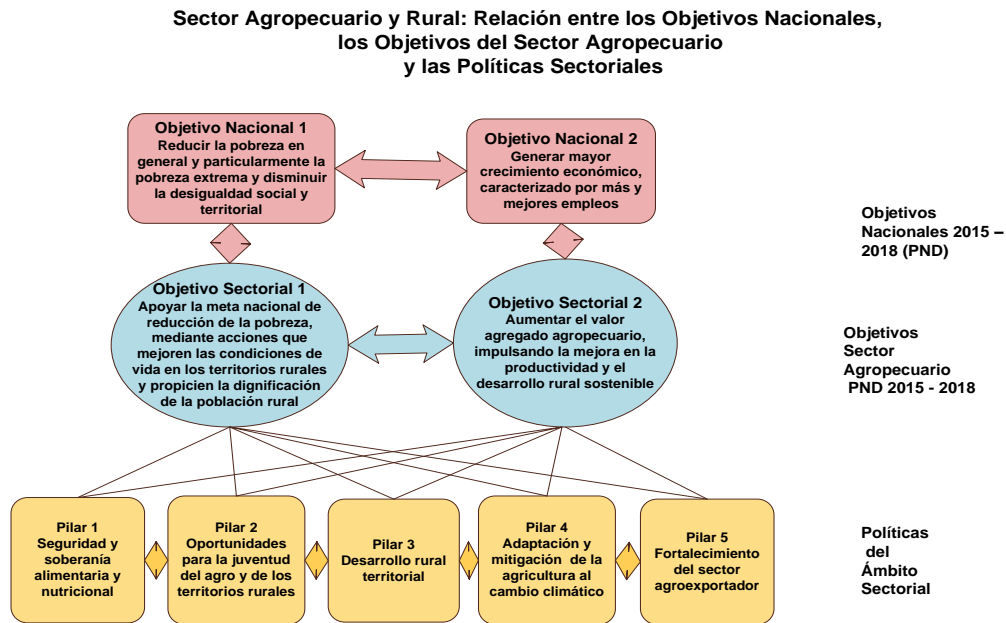 Sector Agropecuario y Rural: Relación entre los Objetivos Nacionales,
los Objetivos del Sector Agropecuario
y las Políticas Sectoriales
Objetivo Nacional 1
Reducir la pobreza en
general y particularmente la
pobreza extrema y disminuir
la desigualdad social y
territorial
Objetivo Nacional 2
Generar mayor
crecimiento económico,
caracterizado por más y
mejores empleos
Objetivos
Nacionales 2015 –
2018 (PND)
Objetivo Sectorial 1
Apoyar la meta nacional de
reducción de la pobreza,
mediante acciones que
mejoren las condiciones de
vida en los territorios rurales
y propicien la dignificación
de la población rural
Objetivo Sectorial 2
Aumentar el valor
agregado agropecuario,
impulsando la mejora en la
productividad y el
desarrollo rural sostenible
Objetivos
Sector
Agropecuario
PND 2015 - 2018
Pilar 1
Seguridad y
soberanía
alimentaria y
nutricional
Pilar 2
Oportunidades
para la juventud
del agro y de los
territorios rurales
Pilar 3
Desarrollo rural
territorial
Pilar 4
Adaptación y
mitigación de la
agricultura al
cambio climático
Pilar 5
Fortalecimiento
del sector
agroexportador
Políticas
del
Ámbito
Sectorial